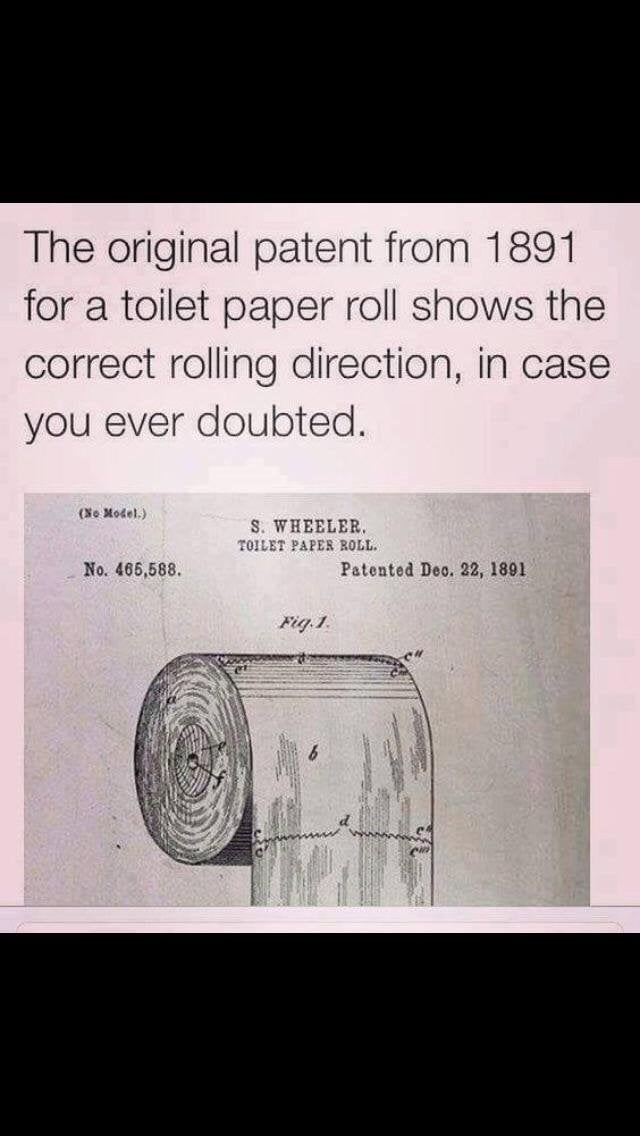 The original patent from 1891
for a toilet paper roll shows the
correct rolling direction, in case
you ever doubted.
(No Model.)
S. WHEELER.
TOILET PAPER ROLL.
No. 465,588.
Patented Dec. 22, 1891
Fig. 1.
d
c"
c'
c'''
a
e
f
b
d
c
c"
c'
c'''